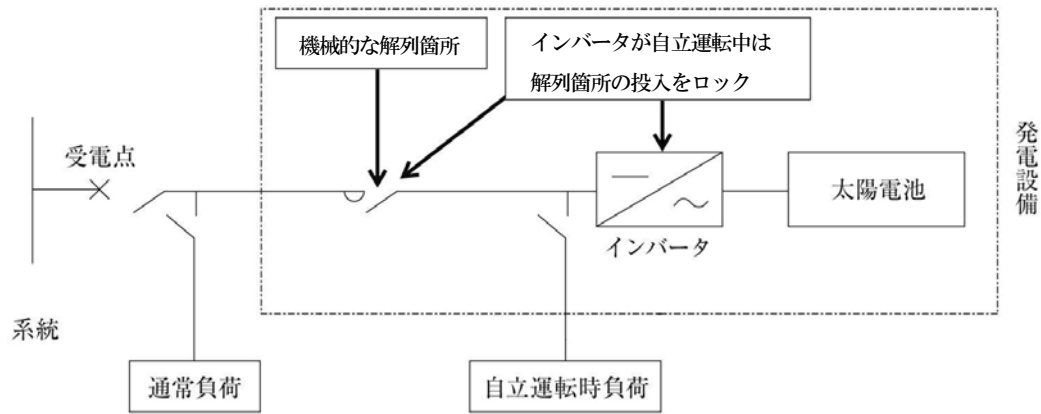 機械的な解列箇所
インバータが自立運転中は
解列箇所の投入をロック
受電点
系統
インバータ
太陽電池
発電設備
通常負荷
自立運転時負荷